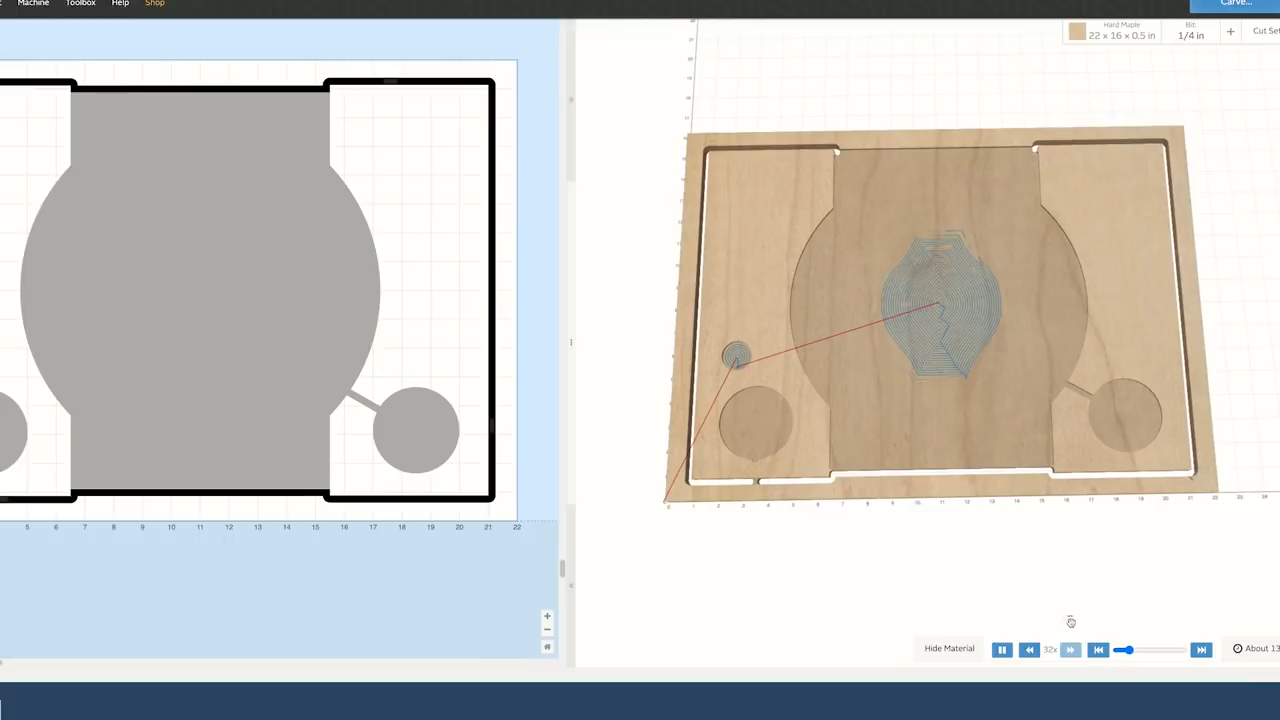 Machine
Toolbox
Help
Shop
Carve...
Hard Maple
22 x 16 x 0.5 in
Bit:
1/4 in
+
Cut Set
5 6 7 8 9 10 11 12 13 14 15 16 17 18 19 20 21 22
+
−
Hide Material
32x
About 13